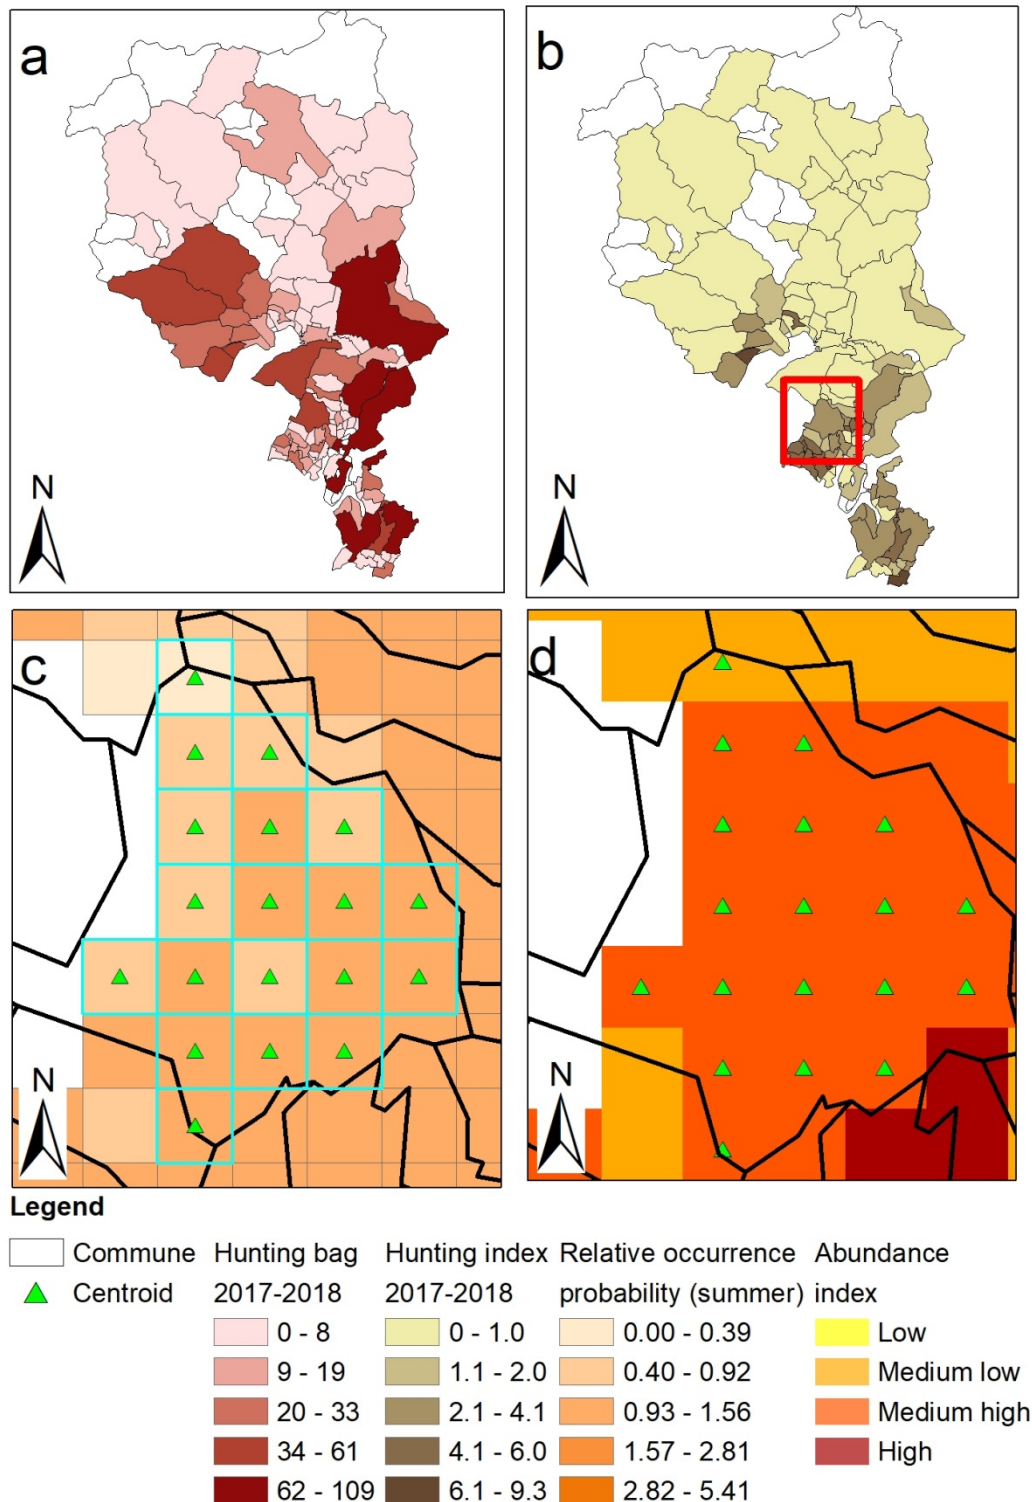 a
b
N
N
c
d
N
N
Legend
Commune Hunting bag Hunting index Relative occurrence Abundance
Centroid 2017-2018 2017-2018 probability (summer) index
0 - 8 0 - 1.0 0.00 - 0.39 Low
9 - 19 1.1 - 2.0 0.40 - 0.92 Medium low
20 - 33 2.1 - 4.1 0.93 - 1.56 Medium high
34 - 61 4.1 - 6.0 1.57 - 2.81 High
62 - 109 6.1 - 9.3 2.82 - 5.41